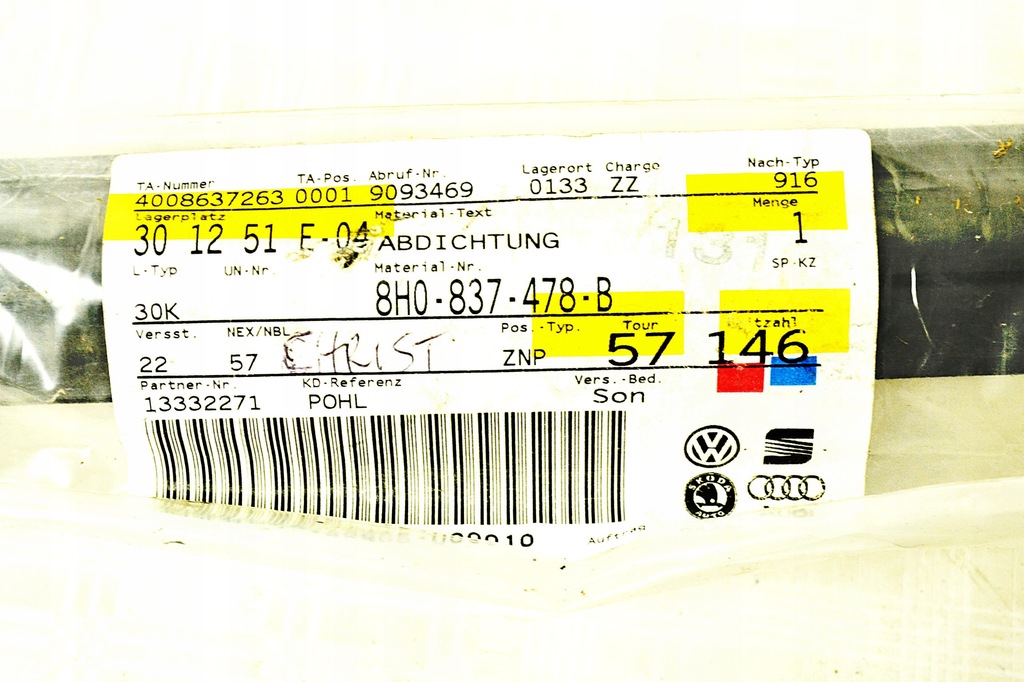 TA-Nummer TA-Pos. Abruf-Nr. Lagerort Charge Nach-Typ
4008637263 0001 9093469 0133 ZZ 916
Lagerplatz Material-Text Menge
30 12 51 E-04 ABDICHTUNG 1
L-Typ UN-Nr. Material-Nr. SP-KZ
30K 8H0-837-478-B
Versst. NEX/NBL Pos.-Typ. Tour
22 57 CHRIST ZNP 57 146
Partner-Nr. KD-Referenz Vers.-Bed.
13332271 POHL Son
ŠKODA
AUTO